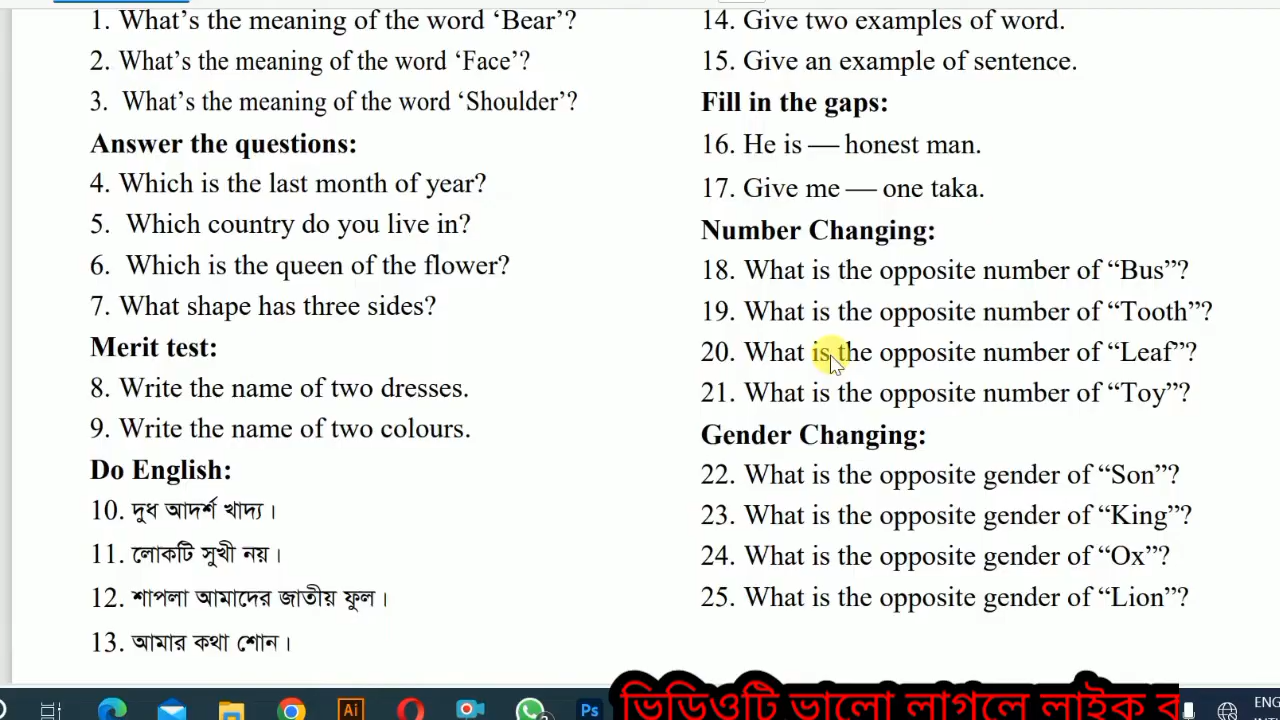 1. What's the meaning of the word ‘Bear’?
2. What's the meaning of the word ‘Face’?
3. What's the meaning of the word ‘Shoulder’?
Answer the questions:
4. Which is the last month of year?
5. Which country do you live in?
6. Which is the queen of the flower?
7. What shape has three sides?
Merit test:
8. Write the name of two dresses.
9. Write the name of two colours.
Do English:
10. দুধ আদর্শ খাদ্য।
11. লোকটি সুখী নয়।
12. শাপলা আমাদের জাতীয় ফুল।
13. আমার কথা শোন।
14. Give two examples of word.
15. Give an example of sentence.
Fill in the gaps:
16. He is — honest man.
17. Give me — one taka.
Number Changing:
18. What is the opposite number of “Bus”?
19. What is the opposite number of “Tooth”?
20. What is the opposite number of “Leaf”?
21. What is the opposite number of “Toy”?
Gender Changing:
22. What is the opposite gender of “Son”?
23. What is the opposite gender of “King”?
24. What is the opposite gender of “Ox”?
25. What is the opposite gender of “Lion”?
ভিডিওটি ভালো লাগলে লাইক
Ai
Ps
ENG